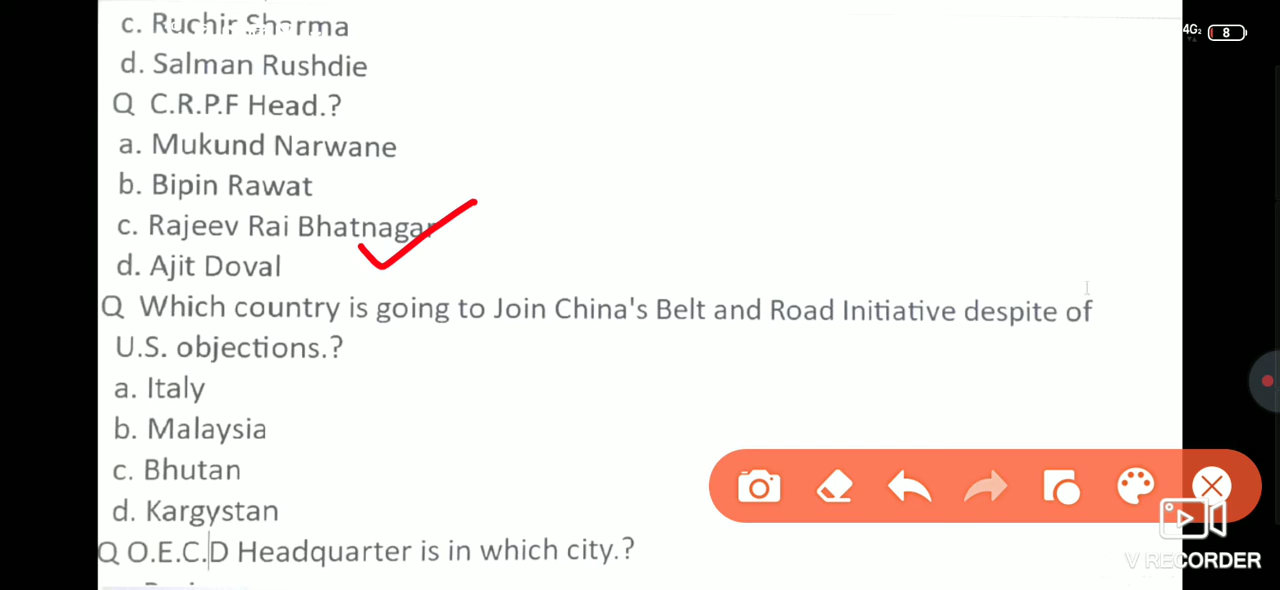 c. Ruchir Sharma
d. Salman Rushdie
Q C.R.P.F Head.?
a. Mukund Narwane
b. Bipin Rawat
c. Rajeev Rai Bhatnagar
d. Ajit Doval
Q Which country is going to Join China's Belt and Road Initiative despite of
U.S. objections.?
a. Italy
b. Malaysia
c. Bhutan
d. Kargystan
Q O.E.C.D Headquarter is in which city.?
4G2
8
V RECORDER